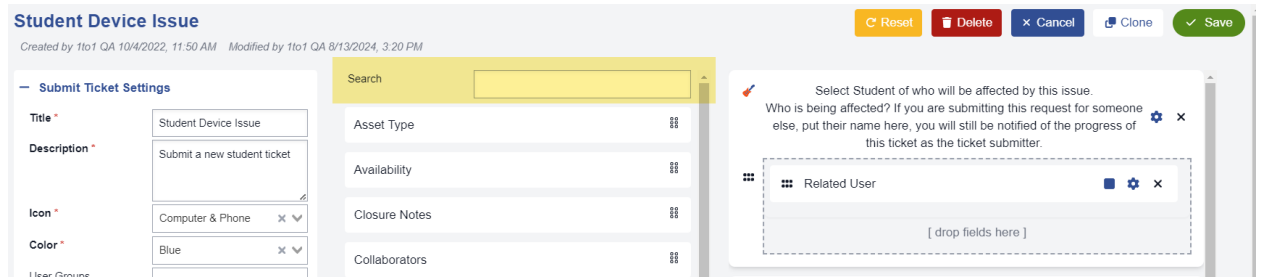 Student Device Issue
Reset
Delete
Cancel
Clone
Save
Created by 1to1 QA 10/4/2022, 11:50 AM Modified by 1to1 QA 8/13/2024, 3:20 PM
Submit Ticket Settings
Title *
Student Device Issue
Description *
Submit a new student ticket
Icon *
Computer & Phone
Color *
Blue
User Groups
Search
Asset Type
Availability
Closure Notes
Collaborators
Select Student of who will be affected by this issue.
Who is being affected? If you are submitting this request for someone
else, put their name here, you will still be notified of the progress of
this ticket as the ticket submitter.
Related User
[ drop fields here ]